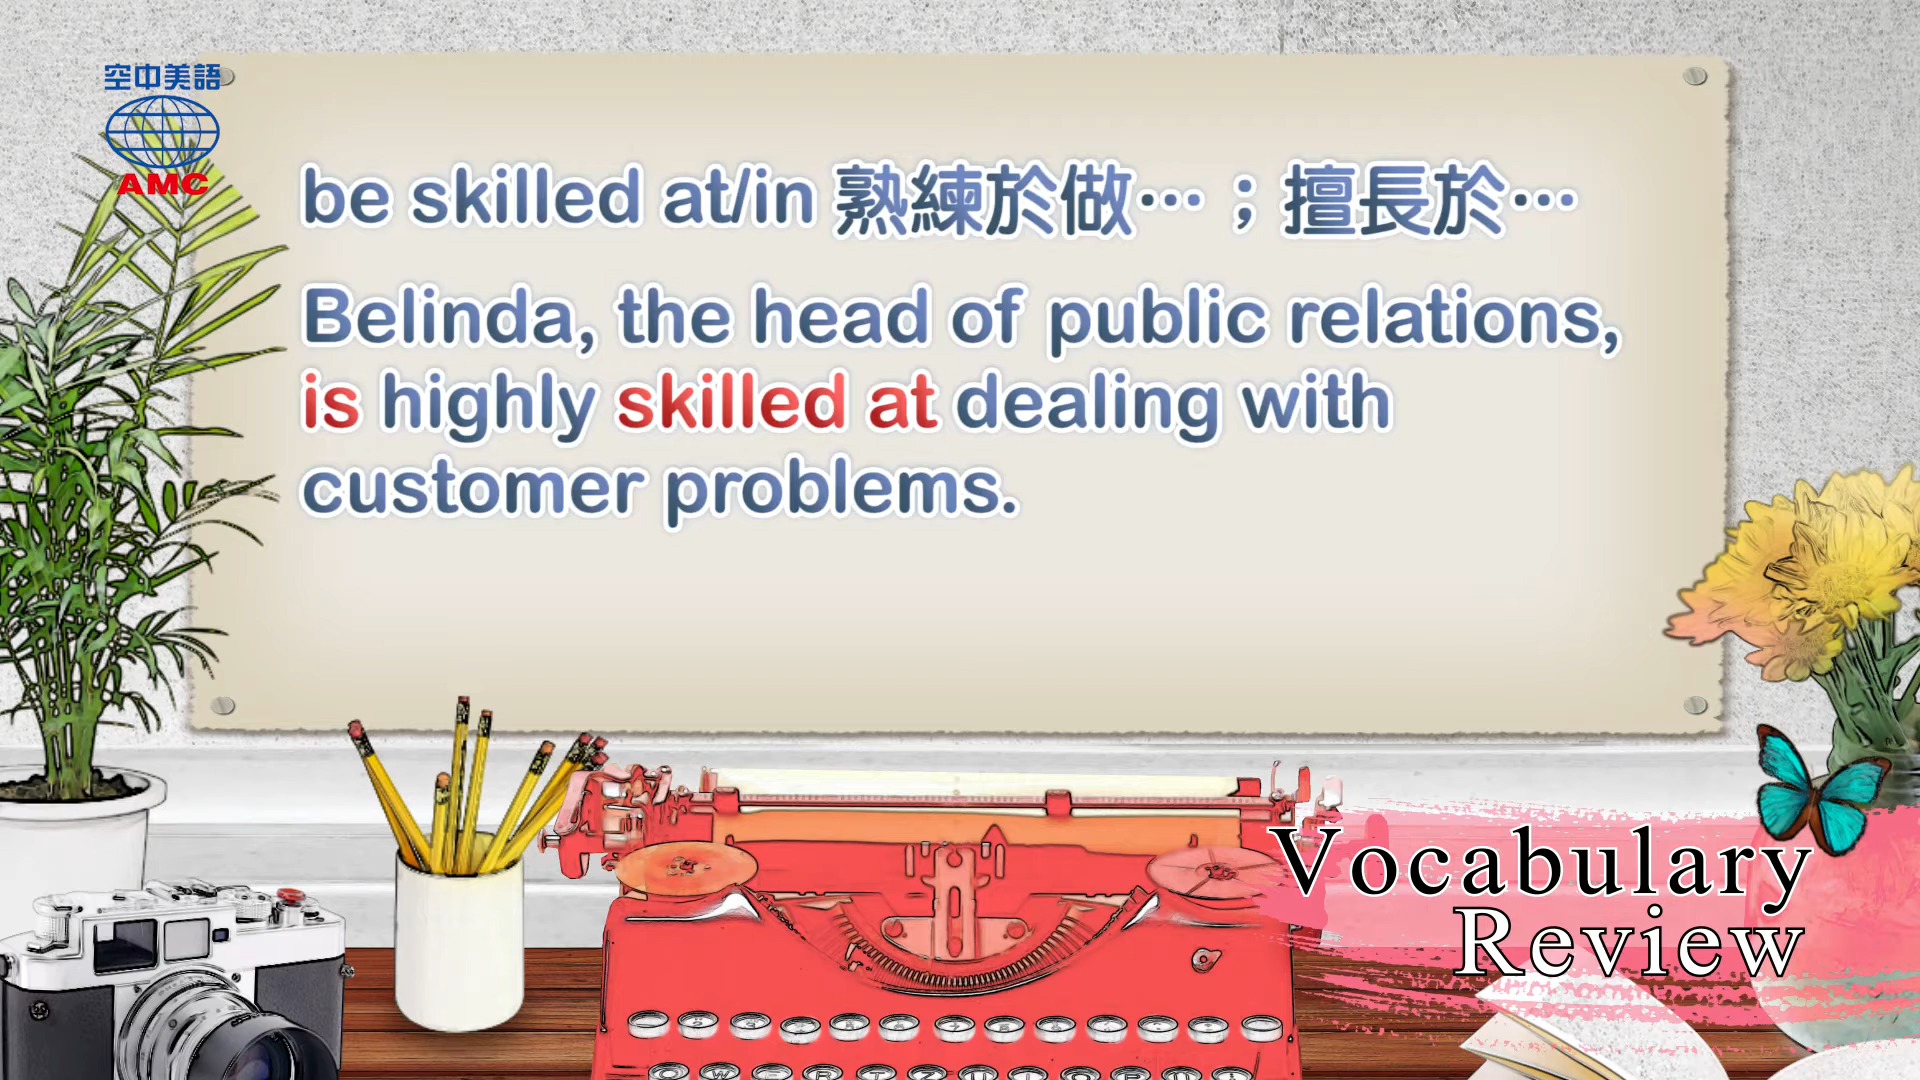 空中美語
AMC
be skilled at/in 熟練於做…；擅長於…
Belinda, the head of public relations,
is highly skilled at dealing with
customer problems.
Vocabulary
Review